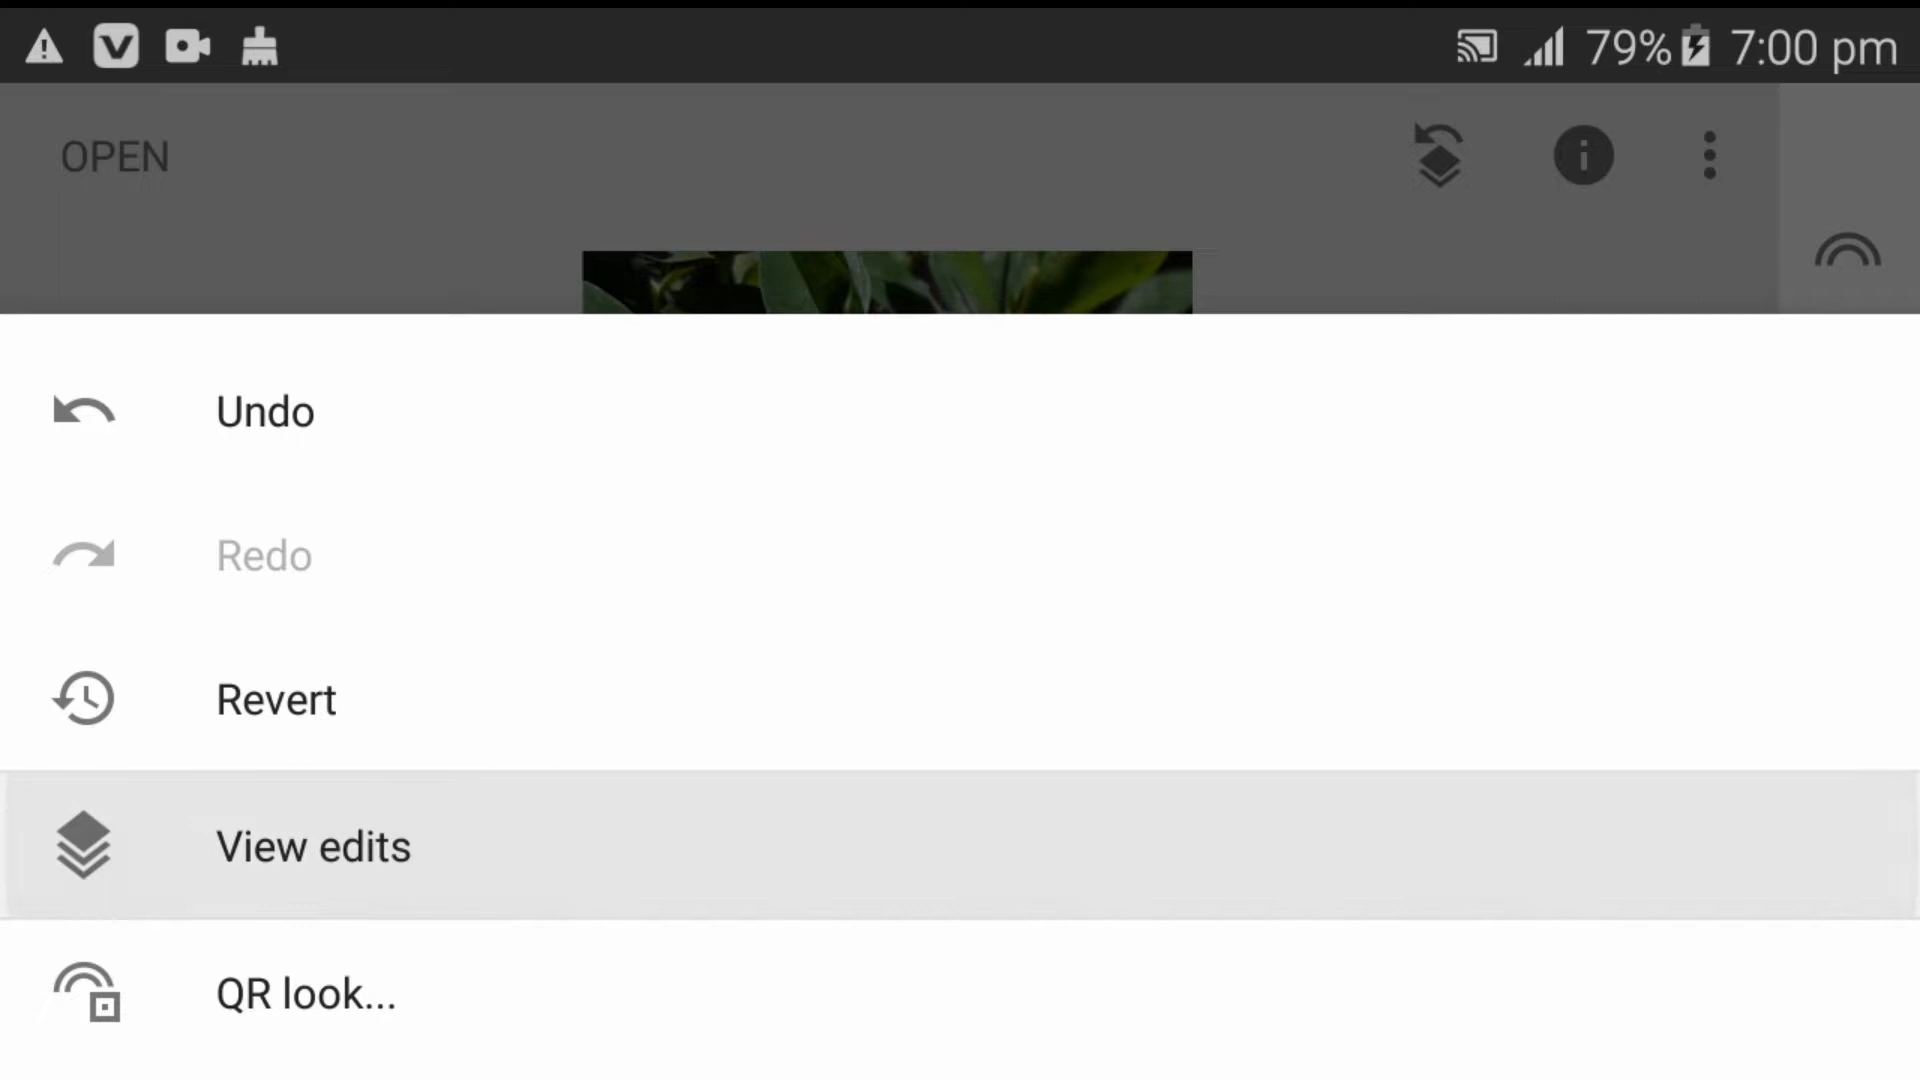 79% 7:00 pm
OPEN
Undo
Redo
Revert
View edits
QR look...